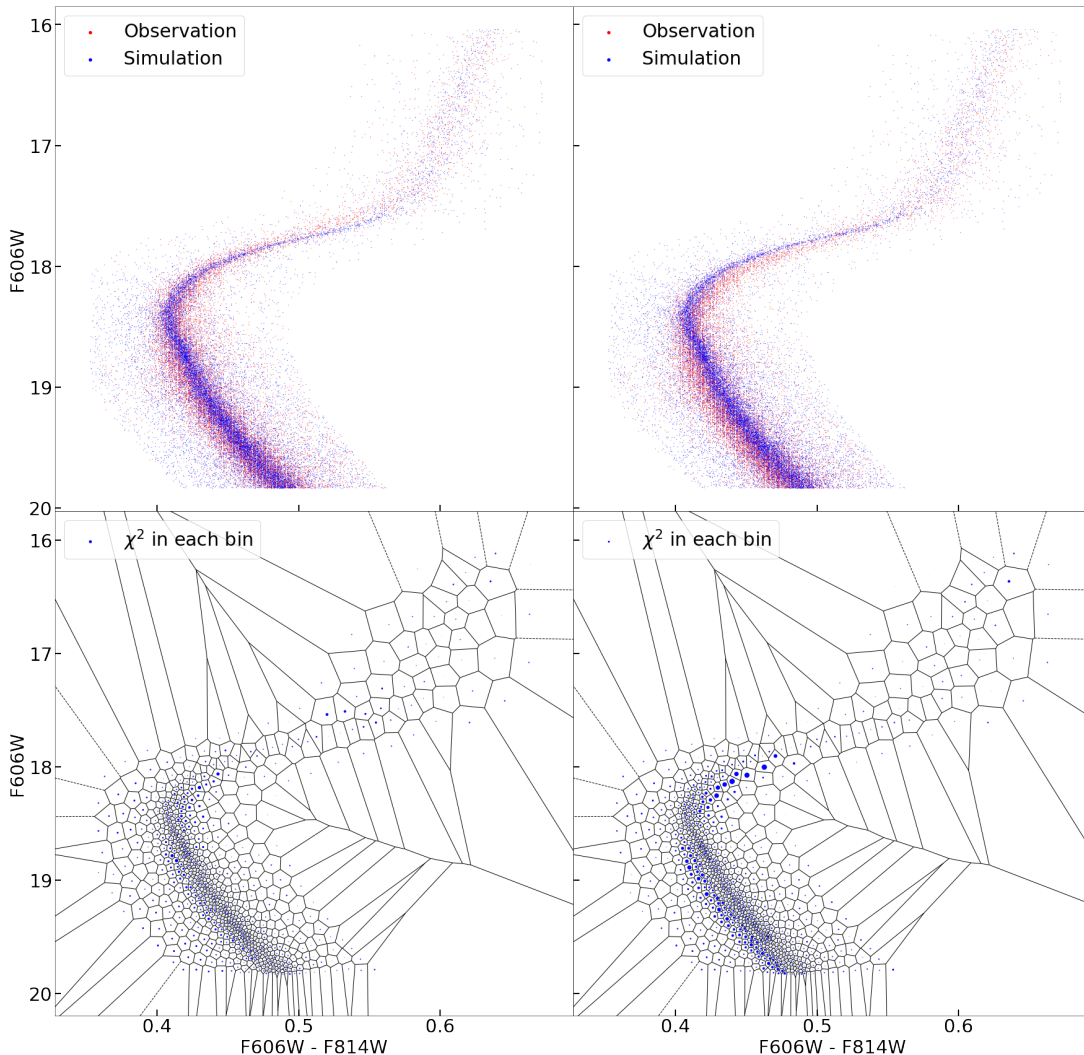 16
17
18
19
20
F606W
Observation
Simulation
Observation
Simulation
16
17
18
19
20
F606W
χ² in each bin
χ² in each bin
0.4
0.5
0.6
0.4
0.5
0.6
F606W - F814W
F606W - F814W